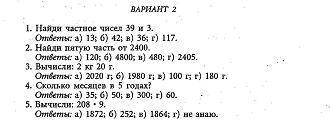 ВАРИАНТ 2
1. Найди частное чисел 39 и 3.
Ответы: а) 13; б) 42; в) 36; г) 117.
2. Найди пятую часть от 2400.
Ответы: а) 120; б) 4800; в) 480; г) 2405.
3. Вычисли: 2 кг 20 г.
Ответы: а) 2020 г; б) 1980 г; в) 100 г; г) 180 г.
4. Сколько месяцев в 5 годах?
Ответы: а) 35; б) 50; в) 300; г) 60.
5. Вычисли: 208 • 9.
Ответы: а) 1872; б) 252; в) 1864; г) не знаю.